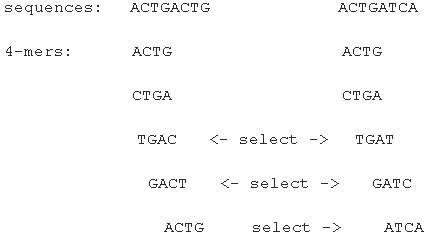 sequences: ACTGACTG ACTGATCA
4-mers: ACTG ACTG
CTGA CTGA
TGAC <- select -> TGAT
GACT <- select -> GATC
ACTG select -> ATCA